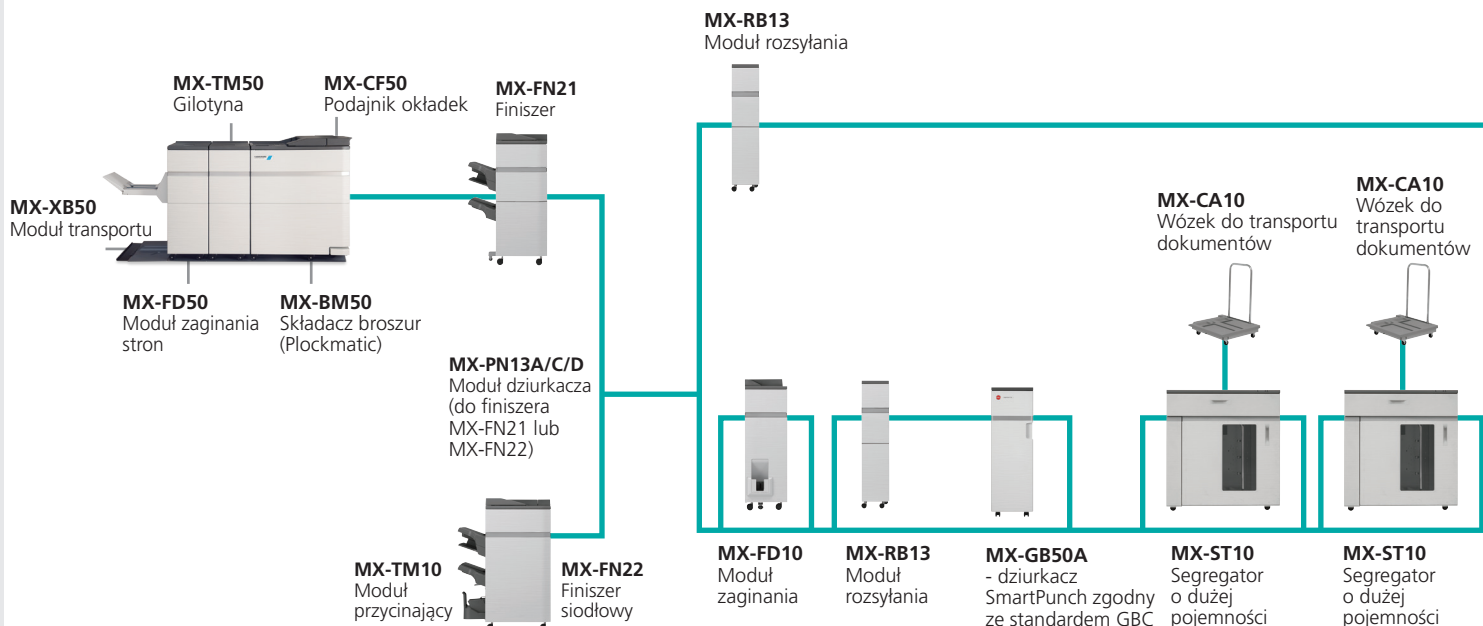 MX-RB13
Moduł rozsyłania
MX-TM50
Gilotyna
MX-CF50
Podajnik okładek
MX-FN21
Finiszer
MX-XB50
Moduł transportu
MX-FD50
Moduł zaginania
stron
MX-BM50
Składacz broszur
(Plockmatic)
MX-CA10
Wózek do transportu
dokumentów
MX-CA10
Wózek do
transportu
dokumentów
MX-PN13A/C/D
Moduł dziurkacza
(do finiszera
MX-FN21 lub
MX-FN22)
MX-TM10
Moduł
przycinający
MX-FN22
Finiszer
siodłowy
MX-FD10
Moduł
zaginania
MX-RB13
Moduł
rozsyłania
MX-GB50A
- dziurkacz
SmartPunch zgodny
ze standardem GBC
MX-ST10
Segregator
o dużej
pojemności
MX-ST10
Segregator
o dużej
pojemności